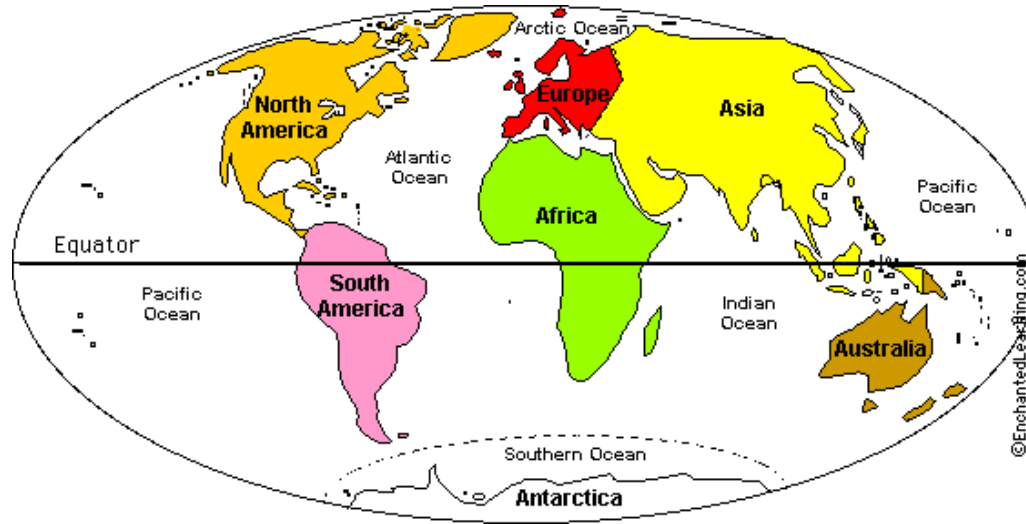 Arctic Ocean
North
America
Europe
Asia
Atlantic
Ocean
Pacific
Ocean
Africa
Equator
Pacific
Ocean
South
America
Indian
Ocean
Australia
Southern Ocean
Antarctica
©EnchantedLearning.com